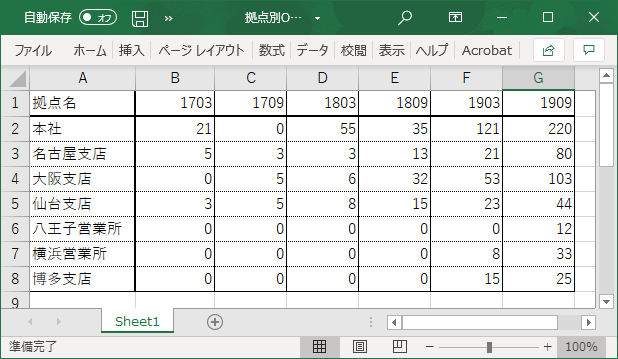 自動保存 オフ 拠点別O…
ファイル ホーム 挿入 ページ レイアウト 数式 データ 校閲 表示 ヘルプ Acrobat
A B C D E F G
1 拠点名 1703 1709 1803 1809 1903 1909
2 本社 21 0 55 35 121 220
3 名古屋支店 5 3 3 13 21 80
4 大阪支店 0 5 6 32 53 103
5 仙台支店 3 5 8 15 23 44
6 八王子営業所 0 0 0 0 0 12
7 横浜営業所 0 0 0 0 8 33
8 博多支店 0 0 0 0 15 25
9
Sheet1
準備完了 100%